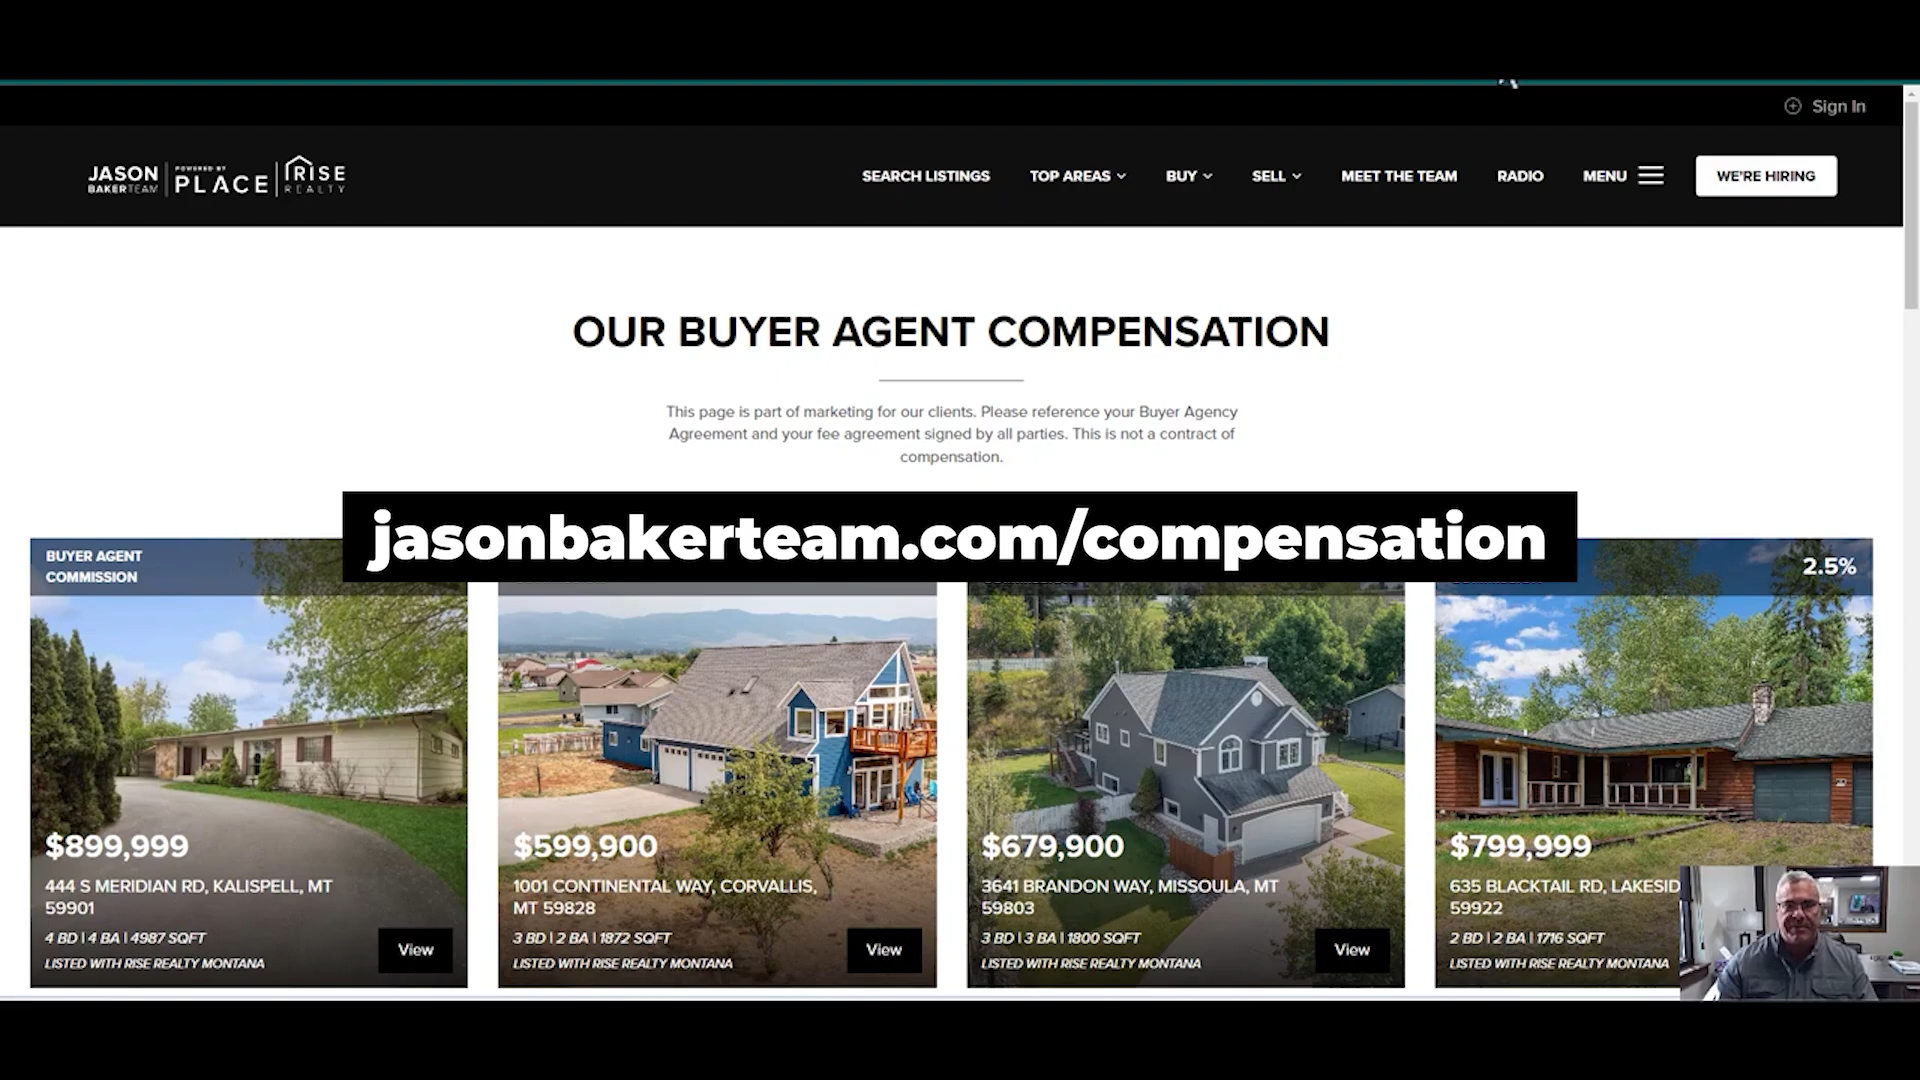 Sign In
JASON
BAKERTEAM
POWERED BY
PLACE
RISE
REALTY
SEARCH LISTINGS
TOP AREAS
BUY
SELL
MEET THE TEAM
RADIO
MENU
WE'RE HIRING
OUR BUYER AGENT COMPENSATION
This page is part of marketing for our clients. Please reference your Buyer Agency
Agreement and your fee agreement signed by all parties. This is not a contract of
compensation.
jasonbakerteam.com/compensation
BUYER AGENT
COMMISSION
2.5%
$899,999
444 S MERIDIAN RD, KALISPELL, MT
59901
4 BD | 4 BA | 4987 SQFT
LISTED WITH RISE REALTY MONTANA
View
$599,900
1001 CONTINENTAL WAY, CORVALLIS,
MT 59828
3 BD | 2 BA | 1872 SQFT
LISTED WITH RISE REALTY MONTANA
View
$679,900
3641 BRANDON WAY, MISSOULA, MT
59803
3 BD | 3 BA | 1800 SQFT
LISTED WITH RISE REALTY MONTANA
View
$799,999
635 BLACKTAIL RD, LAKESID
59922
2 BD | 2 BA | 1716 SQFT
LISTED WITH RISE REALTY MONTANA